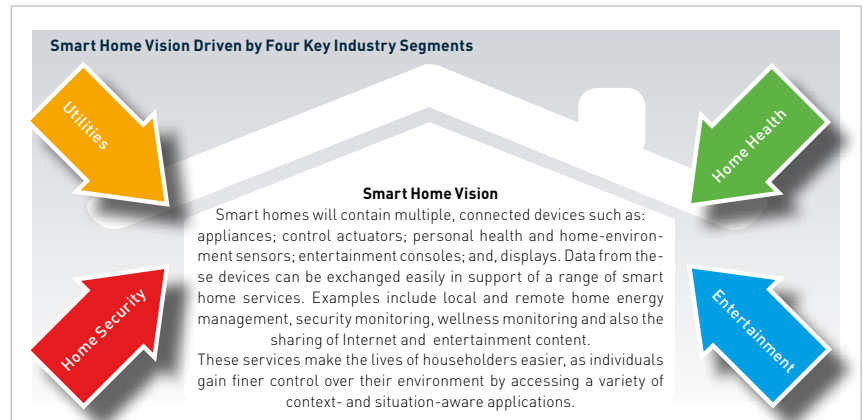 Smart Home Vision Driven by Four Key Industry Segments
Utilities
Home Health
Smart Home Vision
Smart homes will contain multiple, connected devices such as:
appliances; control actuators; personal health and home-environ-
ment sensors; entertainment consoles; and, displays. Data from the-
se devices can be exchanged easily in support of a range of smart
home services. Examples include local and remote home energy
management, security monitoring, wellness monitoring and also the
sharing of Internet and entertainment content.
These services make the lives of householders easier, as individuals
gain finer control over their environment by accessing a variety of
context- and situation-aware applications.
Home Security
Entertainment